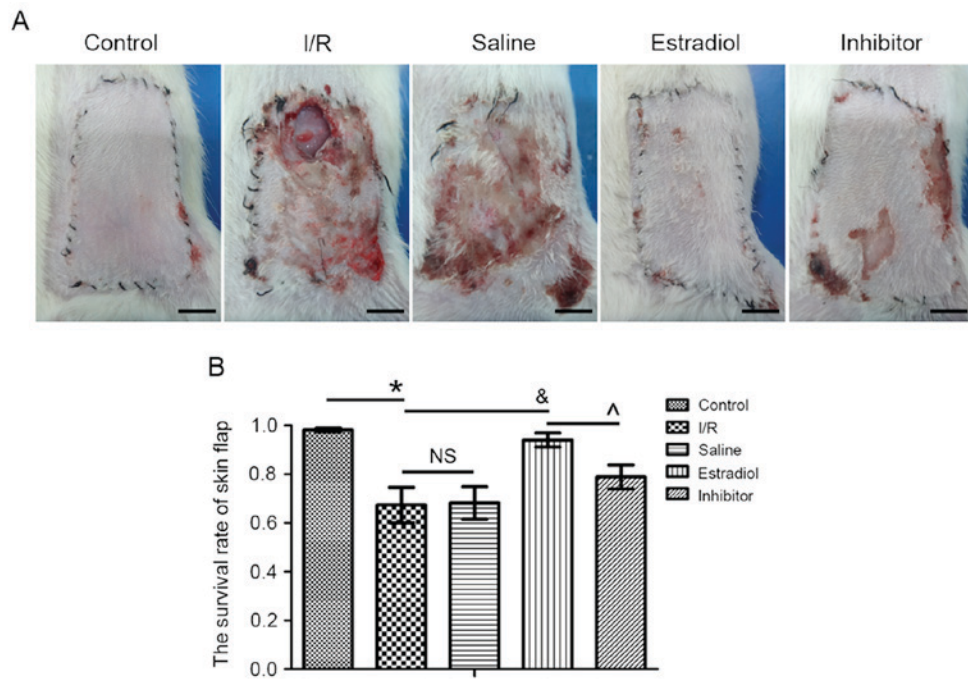 A
Control I/R Saline Estradiol Inhibitor
B
* & ^
NS
The survival rate of skin flap
1.0
0.8
0.6
0.4
0.2
0.0
Control
I/R
Saline
Estradiol
Inhibitor